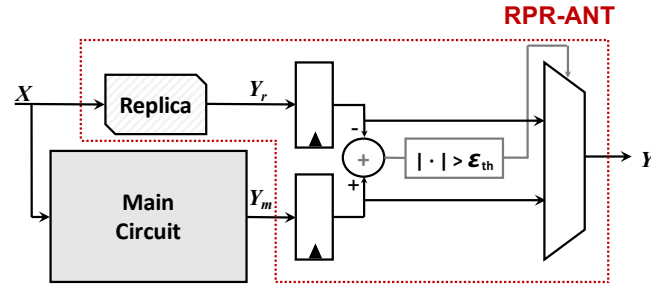 RPR-ANT
X
Replica
Yr
-
+
| · | > εth
+
Main
Circuit
Ym
Y